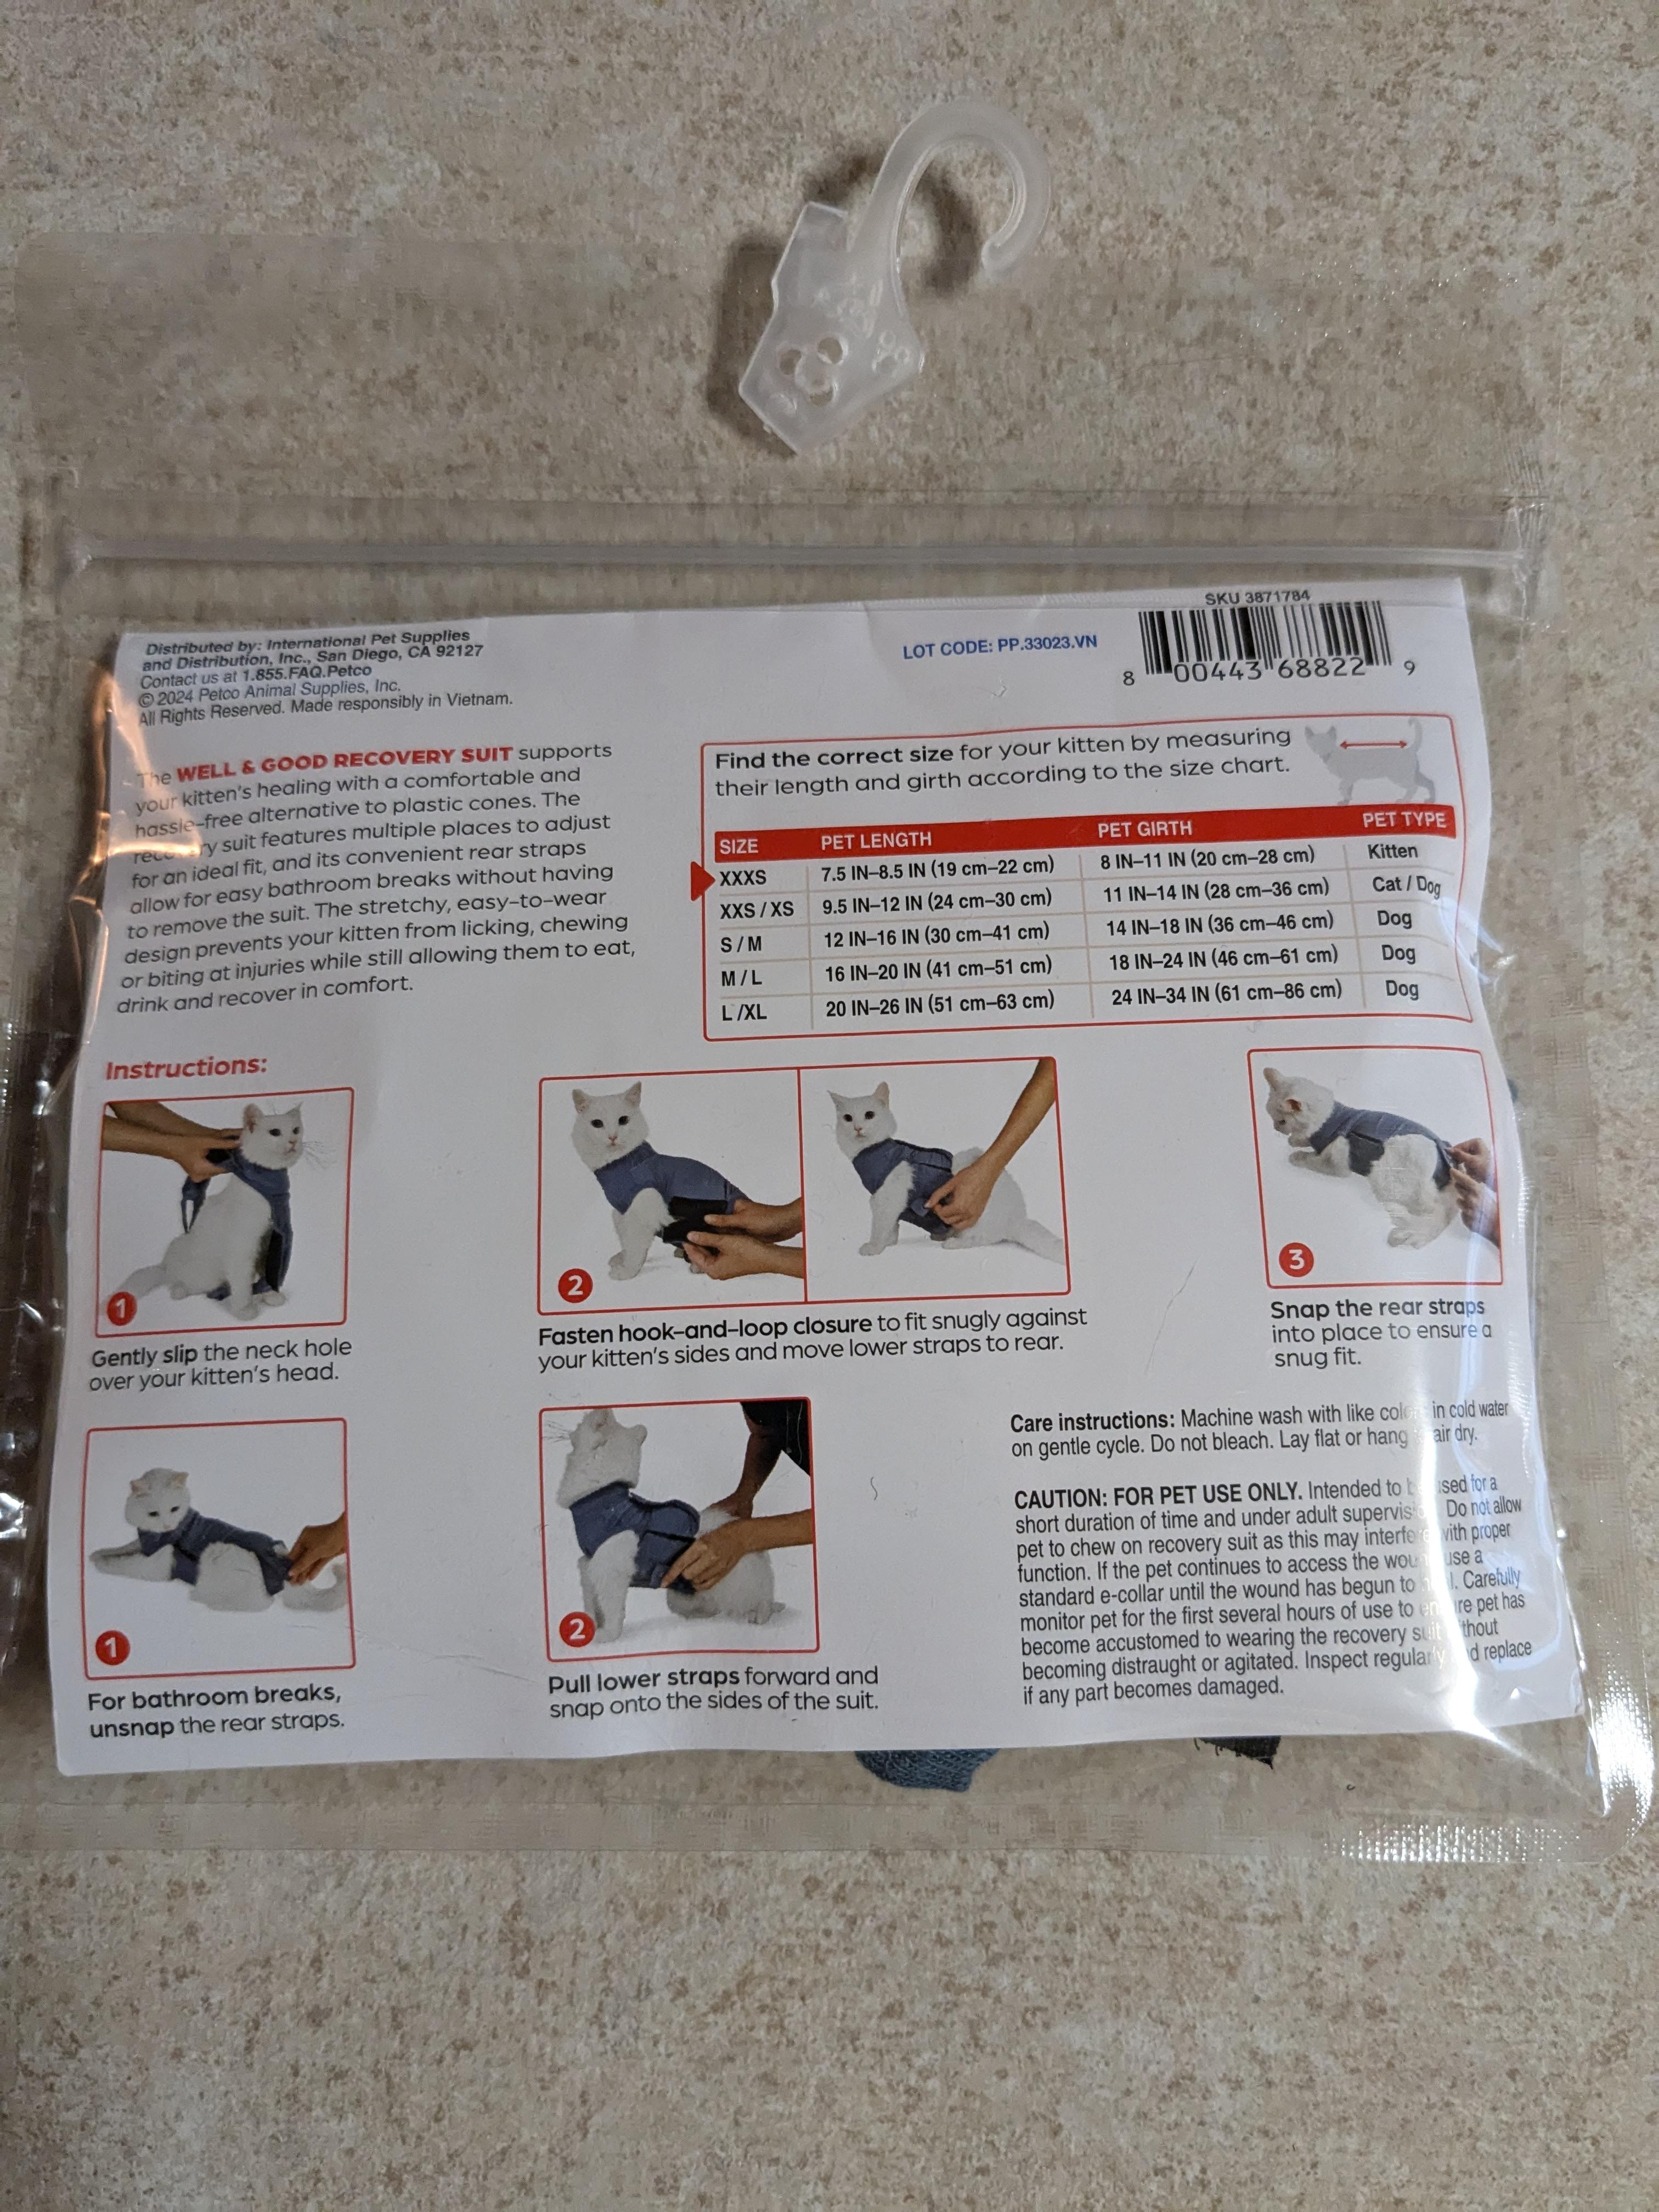 SKU 3871784
8 00443 68822 9
LOT CODE: PP.33023.VN
Distributed by: International Pet Supplies
and Distribution, Inc., San Diego, CA 92127
Contact us at 1.855.FAQ.Petco
© 2024 Petco Animal Supplies, Inc.
All Rights Reserved. Made responsibly in Vietnam.
The WELL & GOOD RECOVERY SUIT supports
your kitten's healing with a comfortable and
hassle-free alternative to plastic cones. The
recovery suit features multiple places to adjust
for an ideal fit, and its convenient rear straps
allow for easy bathroom breaks without having
to remove the suit. The stretchy, easy-to-wear
design prevents your kitten from licking, chewing
or biting at injuries while still allowing them to eat,
drink and recover in comfort.
Find the correct size for your kitten by measuring
their length and girth according to the size chart.
SIZE PET LENGTH PET GIRTH PET TYPE
XXXS 7.5 IN–8.5 IN (19 cm–22 cm) 8 IN–11 IN (20 cm–28 cm) Kitten
XXS / XS 9.5 IN–12 IN (24 cm–30 cm) 11 IN–14 IN (28 cm–36 cm) Cat / Dog
S / M 12 IN–16 IN (30 cm–41 cm) 14 IN–18 IN (36 cm–46 cm) Dog
M / L 16 IN–20 IN (41 cm–51 cm) 18 IN–24 IN (46 cm–61 cm) Dog
L /XL 20 IN–26 IN (51 cm–63 cm) 24 IN–34 IN (61 cm–86 cm) Dog
Instructions:
1
Gently slip the neck hole
over your kitten's head.
2
Fasten hook-and-loop closure to fit snugly against
your kitten's sides and move lower straps to rear.
3
Snap the rear straps
into place to ensure a
snug fit.
1
For bathroom breaks,
unsnap the rear straps.
2
Pull lower straps forward and
snap onto the sides of the suit.
Care instructions: Machine wash with like colors in cold water
on gentle cycle. Do not bleach. Lay flat or hang air dry.
CAUTION: FOR PET USE ONLY. Intended to be used for a
short duration of time and under adult supervision. Do not allow
pet to chew on recovery suit as this may interfere with proper
function. If the pet continues to access the wound use a
standard e-collar until the wound has begun to heal. Carefully
monitor pet for the first several hours of use to ensure pet has
become accustomed to wearing the recovery suit without
becoming distraught or agitated. Inspect regularly and replace
if any part becomes damaged.